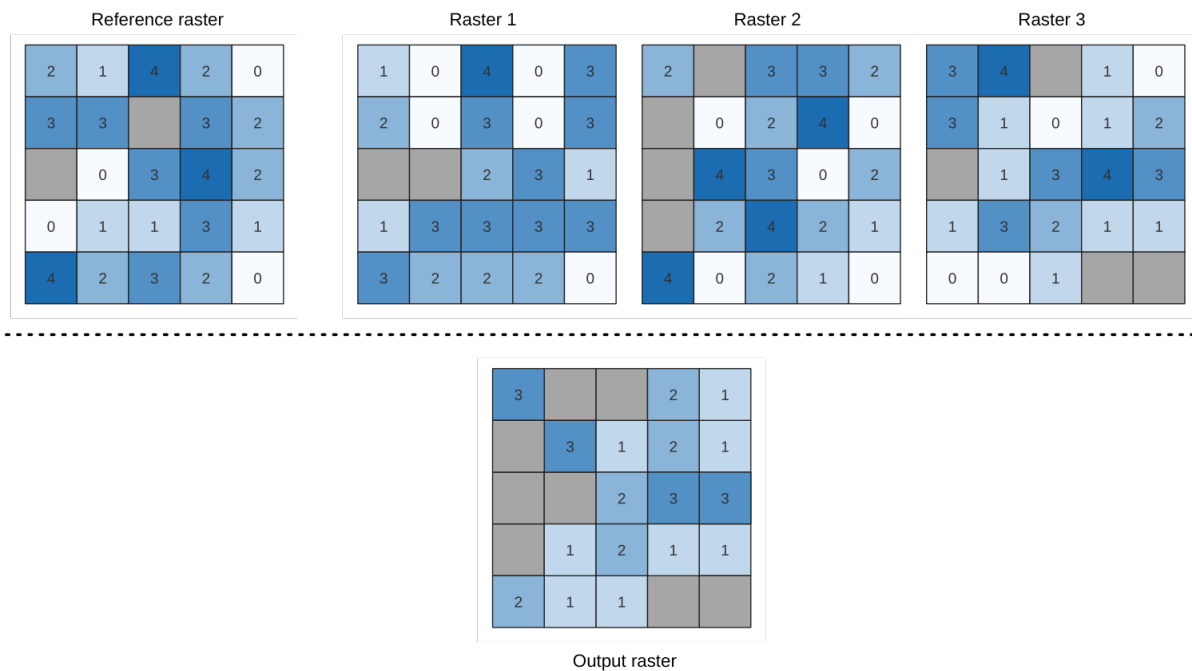 Reference raster Raster 1 Raster 2 Raster 3
2 1 4 2 0 1 0 4 0 3 2 3 3 2 3 4 1 0
3 3 3 2 2 0 3 0 3 0 2 4 0 3 1 0 1 2
0 3 4 2 2 3 1 4 3 0 2 1 3 4 3
0 1 1 3 1 1 3 3 3 3 2 4 2 1 1 3 2 1 1
4 2 3 2 0 3 2 2 2 0 4 0 2 1 0 0 0 1
3 2 1
3 1 2 1
2 3 3
1 2 1 1
2 1 1
Output raster